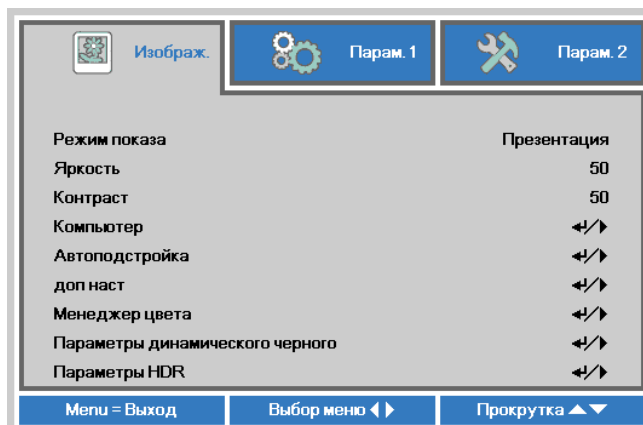 Изображ. Парам. 1 Парам. 2
Режим показа Презентация
Яркость 50
Контраст 50
Компьютер ↵/▶
Автоподстройка ↵/▶
доп наст ↵/▶
Менеджер цвета ↵/▶
Параметры динамического черного ↵/▶
Параметры HDR ↵/▶
Menu = Выход Выбор меню ◀▶ Прокрутка ▲▼